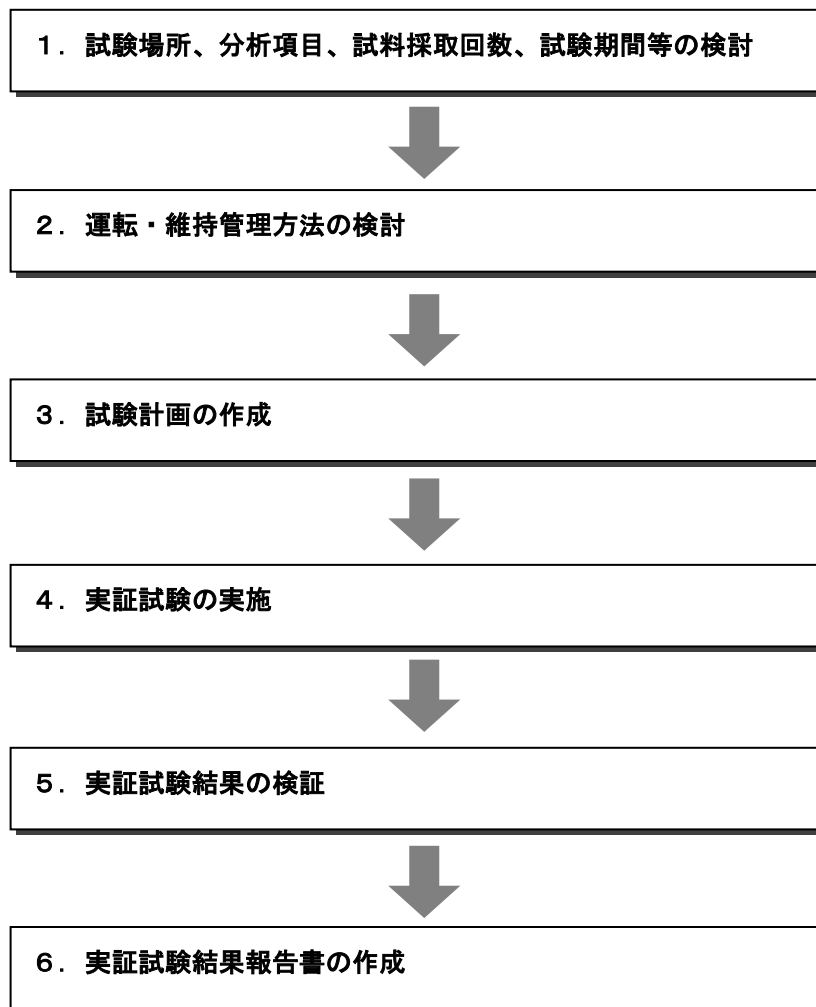 １．試験場所、分析項目、試料採取回数、試験期間等の検討
２．運転・維持管理方法の検討
３．試験計画の作成
４．実証試験の実施
５．実証試験結果の検証
６．実証試験結果報告書の作成